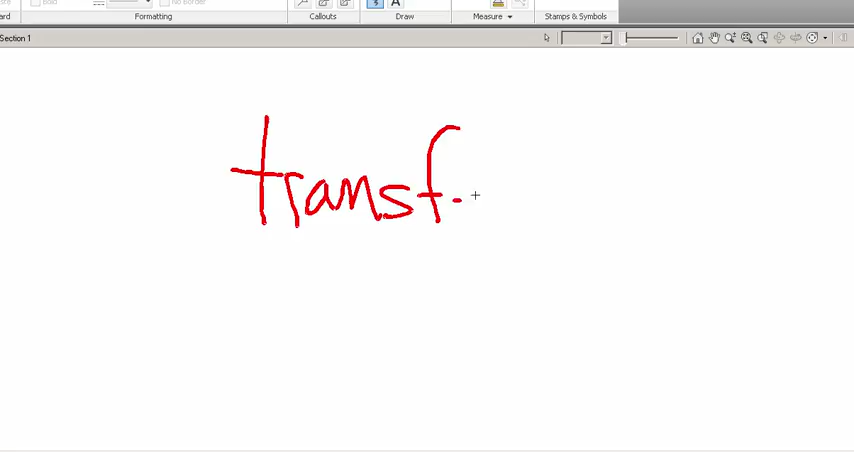 Bold
No Border
Formatting
Callouts
Draw
Measure
Stamps & Symbols
Section 1
transf-